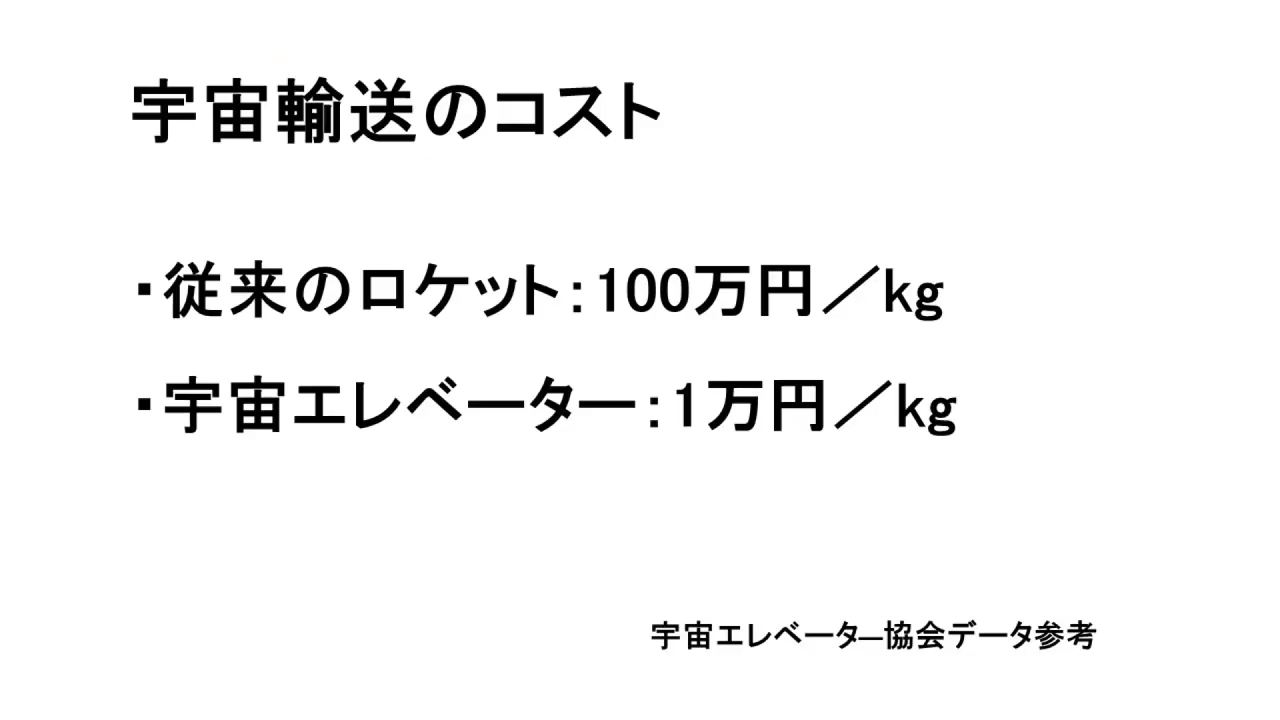 宇宙輸送のコスト
・従来のロケット：100万円／kg
・宇宙エレベーター：1万円／kg
宇宙エレベーター協会データ参考